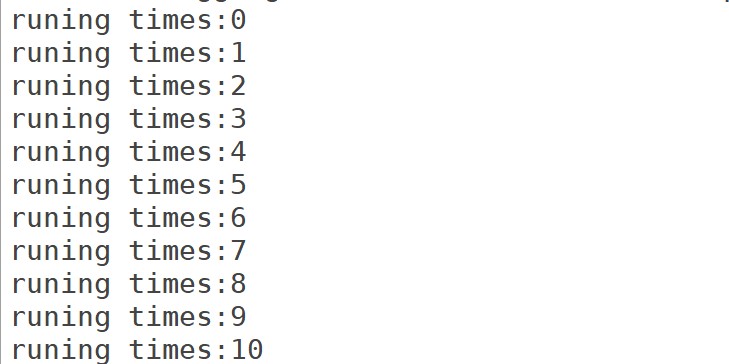 runing times:0
runing times:1
runing times:2
runing times:3
runing times:4
runing times:5
runing times:6
runing times:7
runing times:8
runing times:9
runing times:10